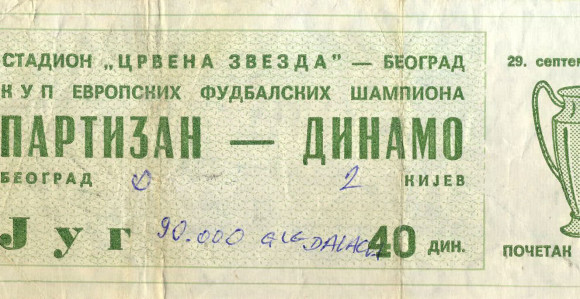 СТАДИОН „ЦРВЕНА ЗВЕЗДА" — БЕОГРАД
КУП ЕВРОПСКИХ ФУДБАЛСКИХ ШАМПИОНА
ПАРТИЗАН — ДИНАМО
БЕОГРАД 0 2 КИЈЕВ
Југ 90.000 GLEDALACA 40 дин.
29. септем
ПОЧЕТАК